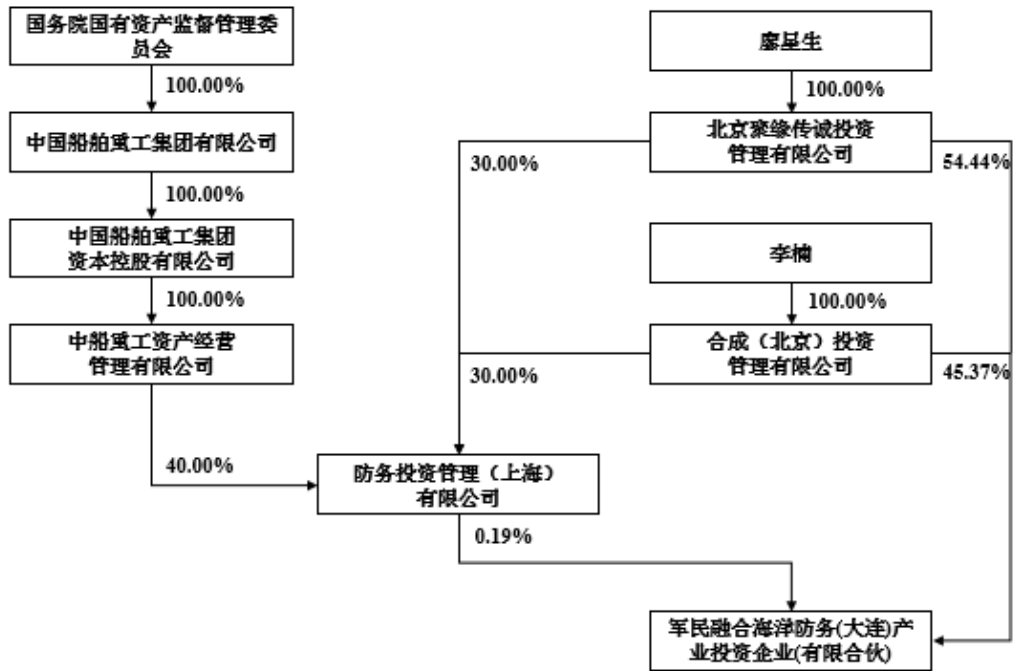 国务院国有资产监督管理委
员会
廖星生
100.00%
100.00%
中国船舶重工集团有限公司
北京聚缘传诚投资
管理有限公司
30.00%
54.44%
100.00%
中国船舶重工集团
资本控股有限公司
李楠
100.00%
100.00%
中船重工资产经营
管理有限公司
合成（北京）投资
管理有限公司
30.00%
45.37%
40.00%
防务投资管理（上海）
有限公司
0.19%
军民融合海洋防务(大连)产
业投资企业(有限合伙)